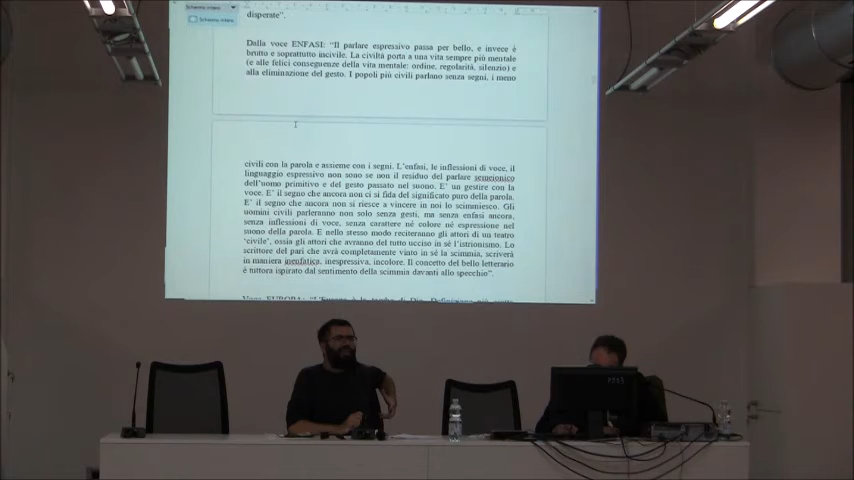 Schermo intero
Schermo intero
disperate".
Dalla voce ENFASI: "Il parlare espressivo passa per bello, e invece è
brutto e soprattutto incivile. La civiltà porta a una vita sempre più mentale
(e alle felici conseguenze della vita mentale: ordine, regolarità, silenzio) e
alla eliminazione del gesto. I popoli più civili parlano senza segni, i meno
civili con la parola e assieme con i segni. L'enfasi, le inflessioni di voce, il
linguaggio espressivo non sono se non il residuo del parlare semeionico
dell'uomo primitivo e del gesto passato nel suono. E' un gestire con la
voce. E' il segno che ancora non ci si fida del significato puro della parola.
E' il segno che ancora non si riesce a vincere in noi lo scimmiesco. Gli
uomini civili parleranno non solo senza gesti, ma senza enfasi ancora,
senza inflessioni di voce, senza carattere né colore né espressione nel
suono della parola. E nello stesso modo reciteranno gli attori di un teatro
'civile', ossia gli attori che avranno del tutto ucciso in sé l'istrionismo. Lo
scrittore del pari che avrà completamente vinto in sé la scimmia, scriverà
in maniera inenfatica, inespressiva, incolore. Il concetto del bello letterario
è tuttora ispirato dal sentimento della scimmia davanti allo specchio".
Voce EUROPA: